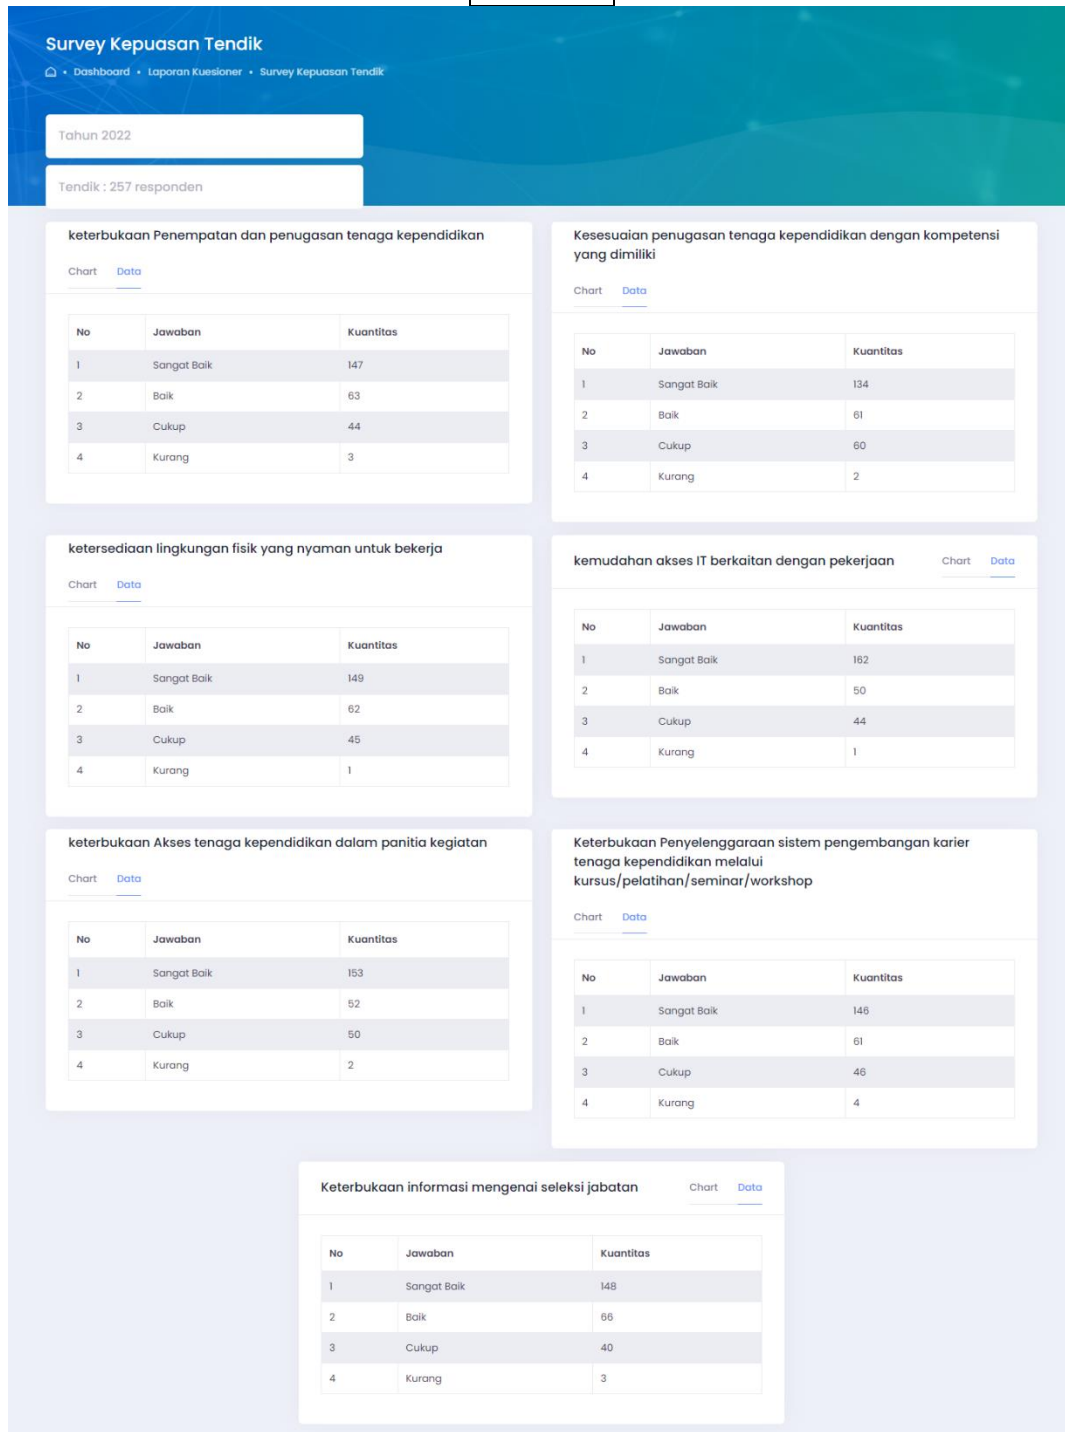 Survey Kepuasan Tendik
Dashboard • Laporan Kuesioner • Survey Kepuasan Tendik
Tahun 2022
Tendik : 257 responden
keterbukaan Penempatan dan penugasan tenaga kependidikan
Chart Data
No Jawaban Kuantitas
1 Sangat Baik 147
2 Baik 63
3 Cukup 44
4 Kurang 3
Kesesuaian penugasan tenaga kependidikan dengan kompetensi
yang dimiliki
Chart Data
No Jawaban Kuantitas
1 Sangat Baik 134
2 Baik 61
3 Cukup 60
4 Kurang 2
ketersediaan lingkungan fisik yang nyaman untuk bekerja
Chart Data
No Jawaban Kuantitas
1 Sangat Baik 149
2 Baik 62
3 Cukup 45
4 Kurang 1
kemudahan akses IT berkaitan dengan pekerjaan Chart Data
No Jawaban Kuantitas
1 Sangat Baik 162
2 Baik 50
3 Cukup 44
4 Kurang 1
keterbukaan Akses tenaga kependidikan dalam panitia kegiatan
Chart Data
No Jawaban Kuantitas
1 Sangat Baik 153
2 Baik 52
3 Cukup 50
4 Kurang 2
Keterbukaan Penyelenggaraan sistem pengembangan karier
tenaga kependidikan melalui
kursus/pelatihan/seminar/workshop
Chart Data
No Jawaban Kuantitas
1 Sangat Baik 146
2 Baik 61
3 Cukup 46
4 Kurang 4
Keterbukaan informasi mengenai seleksi jabatan Chart Data
No Jawaban Kuantitas
1 Sangat Baik 148
2 Baik 66
3 Cukup 40
4 Kurang 3